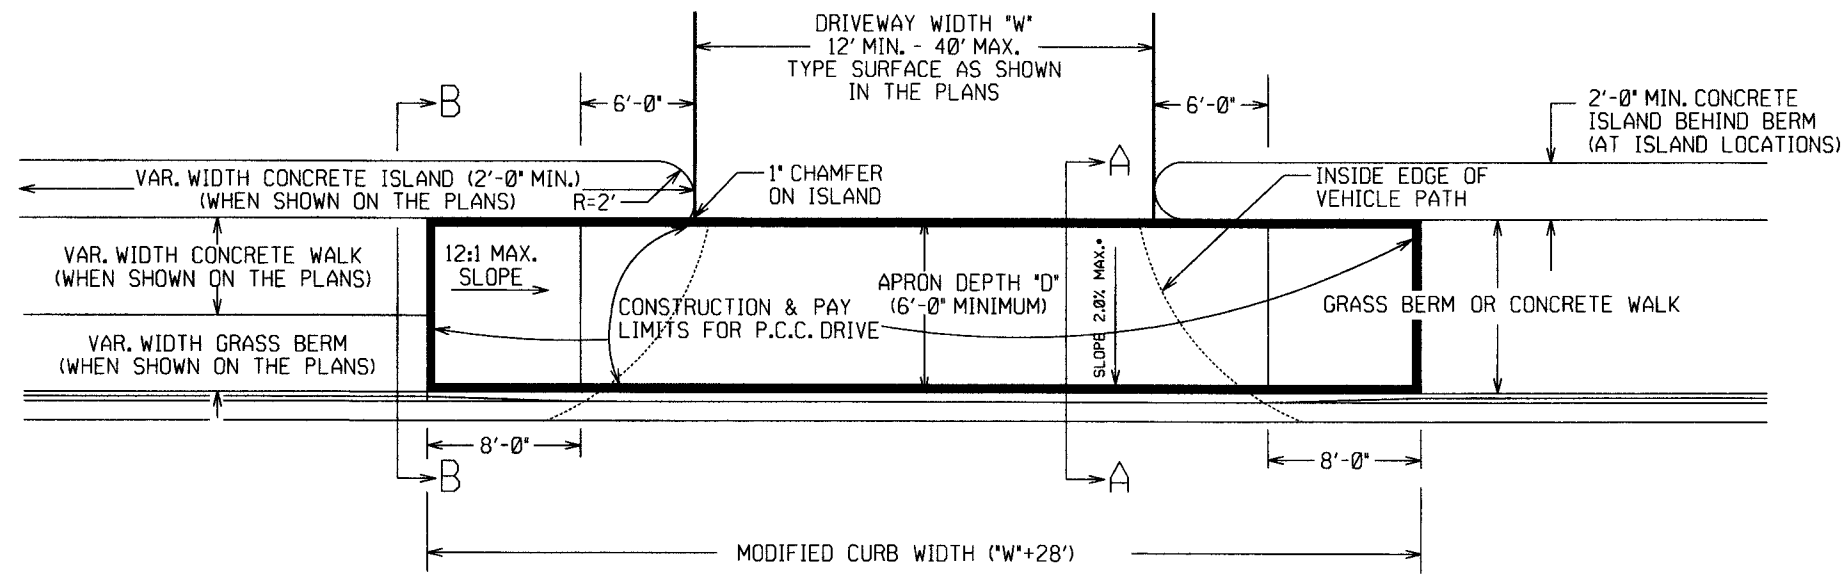 DRIVEWAY WIDTH "W"
12' MIN. - 40' MAX.
TYPE SURFACE AS SHOWN
IN THE PLANS
B
6'-0"
6'-0"
2'-0" MIN. CONCRETE
ISLAND BEHIND BERM
(AT ISLAND LOCATIONS)
A
VAR. WIDTH CONCRETE ISLAND (2'-0" MIN.)
(WHEN SHOWN ON THE PLANS)
R=2'
1" CHAMFER
ON ISLAND
INSIDE EDGE OF
VEHICLE PATH
VAR. WIDTH CONCRETE WALK
(WHEN SHOWN ON THE PLANS)
12:1 MAX.
SLOPE
CONSTRUCTION & PAY
LIMITS FOR P.C.C. DRIVE
APRON DEPTH "D"
(6'-0" MINIMUM)
SLOPE 2.0% MAX.*
GRASS BERM OR CONCRETE WALK
VAR. WIDTH GRASS BERM
(WHEN SHOWN ON THE PLANS)
8'-0"
8'-0"
B
A
MODIFIED CURB WIDTH ("W"+28')